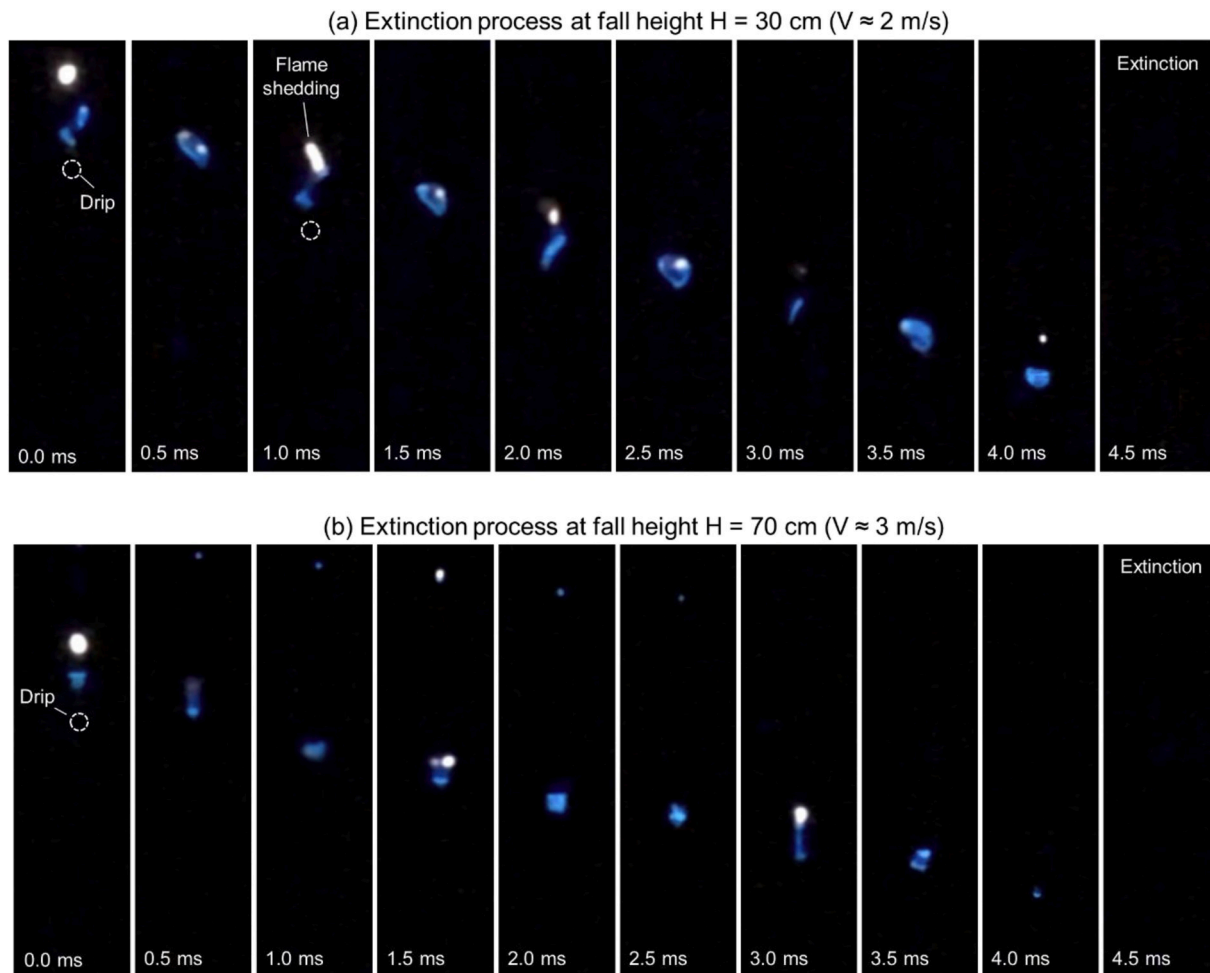 (a) Extinction process at fall height H = 30 cm (V ≈ 2 m/s)
Flame
shedding
Extinction
Drip
0.0 ms
0.5 ms
1.0 ms
1.5 ms
2.0 ms
2.5 ms
3.0 ms
3.5 ms
4.0 ms
4.5 ms
(b) Extinction process at fall height H = 70 cm (V ≈ 3 m/s)
Extinction
Drip
0.0 ms
0.5 ms
1.0 ms
1.5 ms
2.0 ms
2.5 ms
3.0 ms
3.5 ms
4.0 ms
4.5 ms